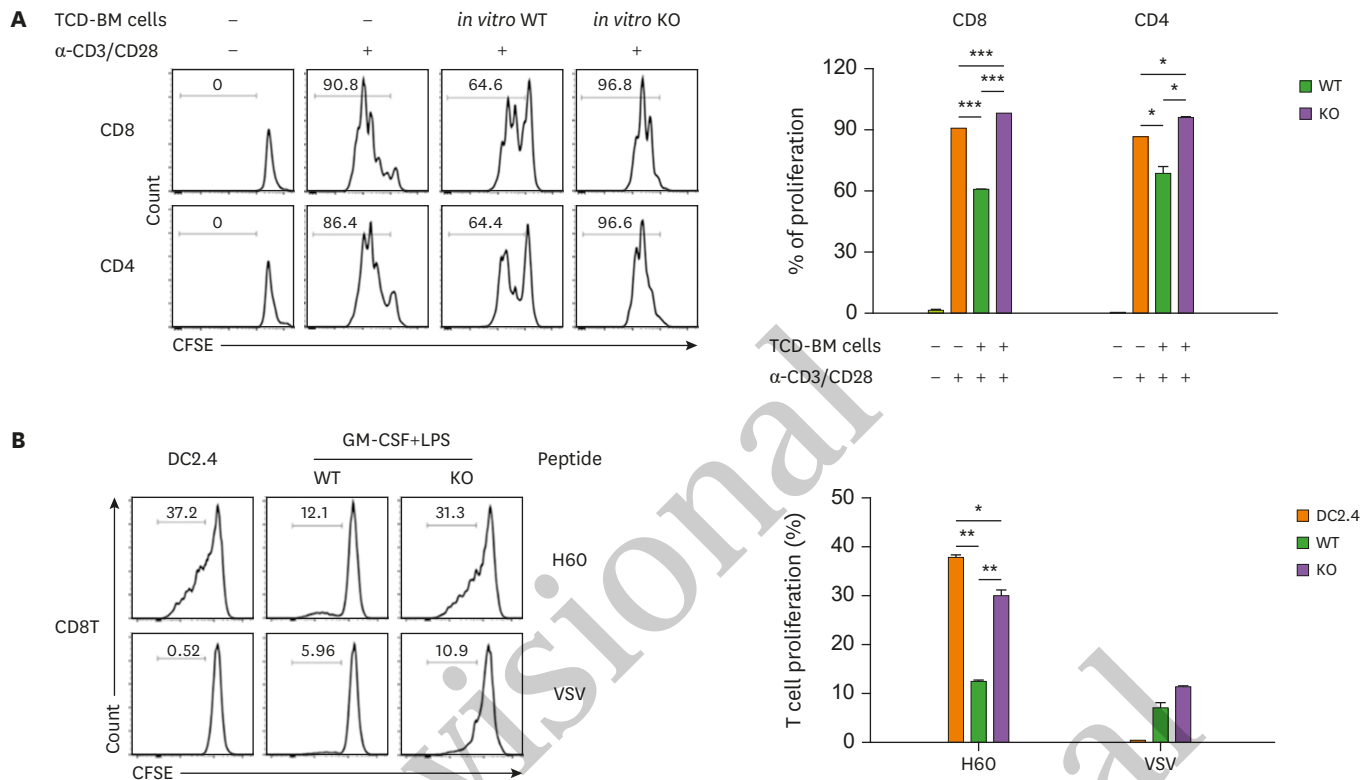 A
TCD-BM cells – – in vitro WT in vitro KO
α-CD3/CD28 – + + +
CD8
0 90.8 64.6 96.8
CD4
0 86.4 64.4 96.6
Count
CFSE
CD8 CD4
% of proliferation
120
90
60
30
0
*** *** ***
* * *
WT
KO
TCD-BM cells – – + + – – + +
α-CD3/CD28 – + + + – + + +
B
GM-CSF+LPS
DC2.4 WT KO Peptide
37.2 12.1 31.3 H60
CD8T
0.52 5.96 10.9 VSV
Count
CFSE
T cell proliferation (%)
50
40
30
20
10
0
* ** **
H60 VSV
DC2.4
WT
KO
visional
al